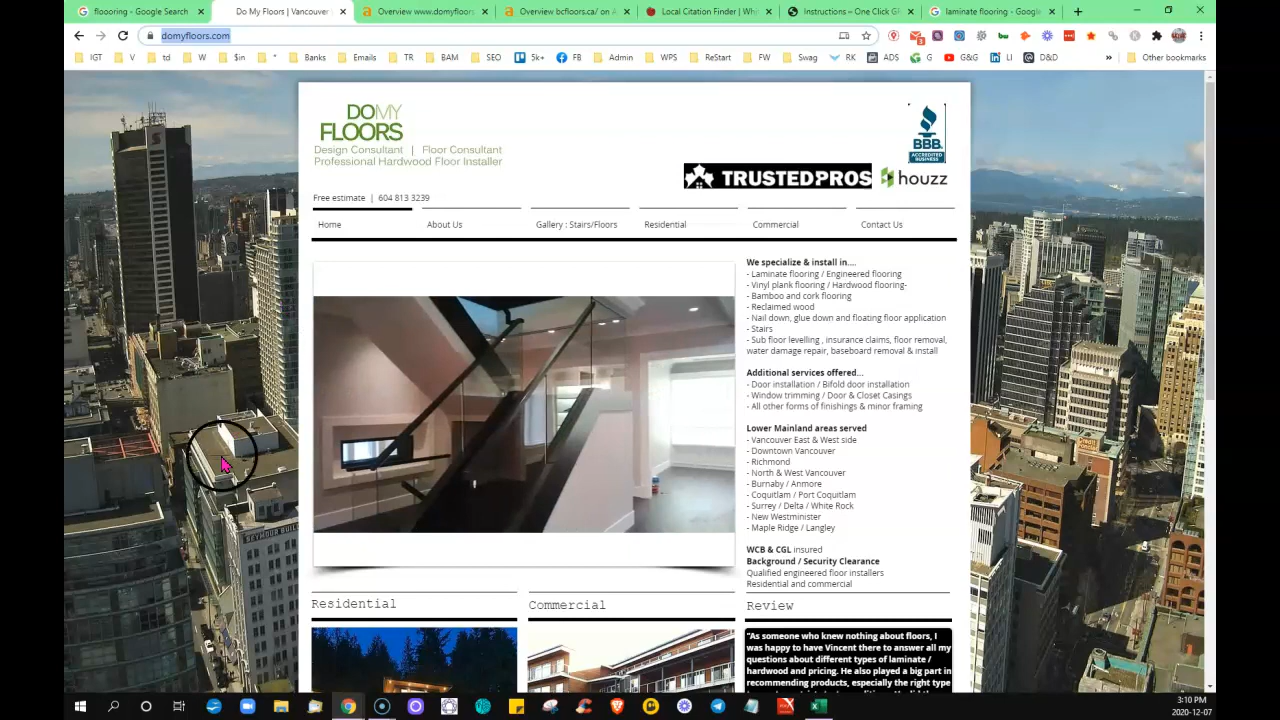 floooring - Google Search
Do My Floors | Vancouver
Overview www.domyfloors
Overview bcfloors.ca/ on A
Local Citation Finder | Whi
Instructions – One Click GF
laminate flooring - Google
domyfloors.com
IGT
V
td
W
$in
"
Banks
Emails
TR
BAM
SEO
5k+
FB
Admin
WPS
ReStart
FW
Swag
RK
ADS
G
G&G
LI
D&D
»
Other bookmarks
DOMY
FLOORS
Design Consultant | Floor Consultant
Professional Hardwood Floor Installer
BBB
ACCREDITED
BUSINESS
TRUSTEDPROS
houzz
Free estimate | 604 813 3239
Home
About Us
Gallery : Stairs/Floors
Residential
Commercial
Contact Us
We specialize & install in....
- Laminate flooring / Engineered flooring
- Vinyl plank flooring / Hardwood flooring-
- Bamboo and cork flooring
- Reclaimed wood
- Nail down, glue down and floating floor application
- Stairs
- Sub floor levelling , insurance claims, floor removal,
water damage repair, baseboard removal & install
Additional services offered...
- Door installation / Bifold door installation
- Window trimming / Door & Closet Casings
- All other forms of finishings & minor framing
Lower Mainland areas served
- Vancouver East & West side
- Downtown Vancouver
- Richmond
- North & West Vancouver
- Burnaby / Anmore
- Coquitlam / Port Coquitlam
- Surrey / Delta / White Rock
- New Westminister
- Maple Ridge / Langley
WCB & CGL insured
Background / Security Clearance
Qualified engineered floor installers
Residential and commercial
SEYMOUR BUILDING
Residential
Commercial
Review
"As someone who knew nothing about floors, I
was happy to have Vincent there to answer all my
questions about different types of laminate /
hardwood and pricing. He also played a big part in
recommending products, especially the right type
3:10 PM
2020-12-07